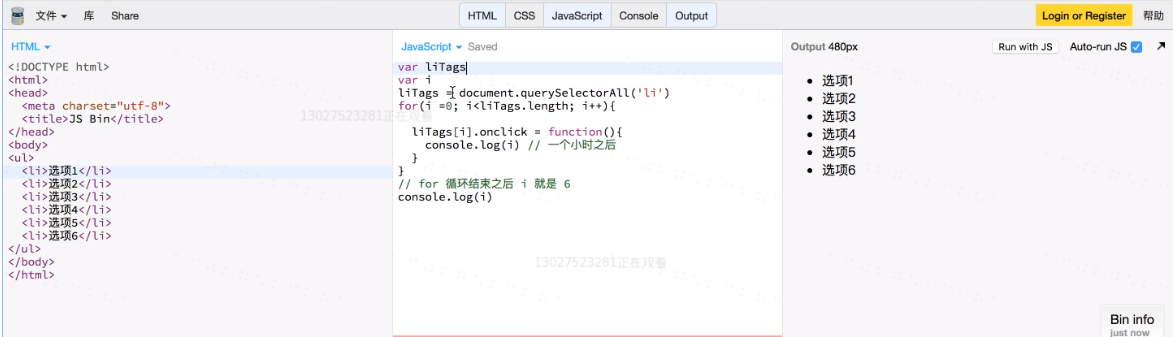 文件 库 Share HTML CSS JavaScript Console Output Login or Register 帮助
HTML
<!DOCTYPE html>
<html>
<head>
<meta charset="utf-8">
<title>JS Bin</title>
</head>
<body>
<ul>
<li>选项1</li>
<li>选项2</li>
<li>选项3</li>
<li>选项4</li>
<li>选项5</li>
<li>选项6</li>
</ul>
</body>
</html>
JavaScript Saved
var liTags
var i
liTags = document.querySelectorAll('li')
for(i =0; i<liTags.length; i++){
liTags[i].onclick = function(){
console.log(i) // 一个小时之后
}
}
// for 循环结束之后 i 就是 6
console.log(i)
13027523281正在观看
13027523281正在观看
Output 480px Run with JS Auto-run JS
选项1
选项2
选项3
选项4
选项5
选项6
Bin info
just now